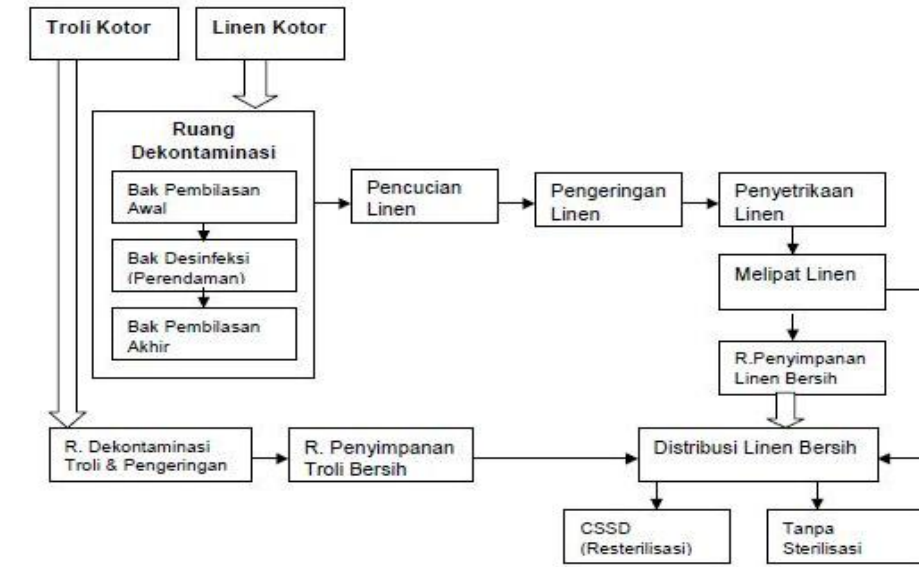 Troli Kotor
Linen Kotor
Ruang
Dekontaminasi
Bak Pembilasan
Awal
Bak Desinfeksi
(Perendaman)
Bak Pembilasan
Akhir
Pencucian
Linen
Pengeringan
Linen
Penyetrikaan
Linen
Melipat Linen
R.Penyimpanan
Linen Bersih
R. Dekontaminasi
Troli & Pengeringan
R. Penyimpanan
Troli Bersih
Distribusi Linen Bersih
CSSD
(Resterilisasi)
Tanpa
Sterilisasi